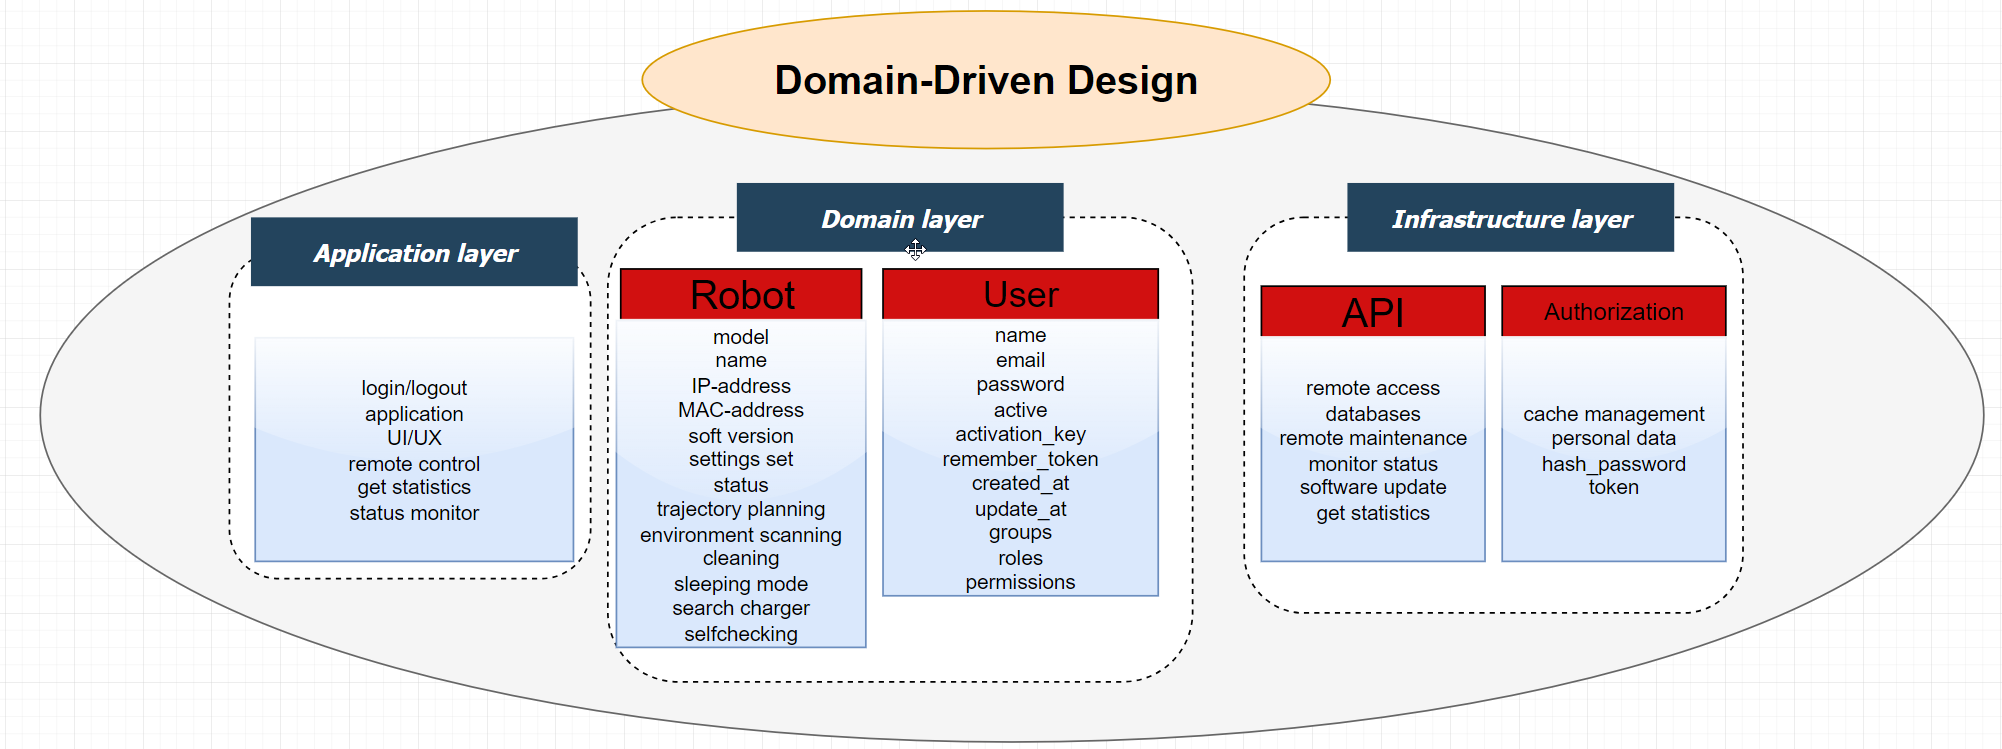 Domain-Driven Design
Application layer
login/logout
application
UI/UX
remote control
get statistics
status monitor
Domain layer
Robot
model
name
IP-address
MAC-address
soft version
settings set
status
trajectory planning
environment scanning
cleaning
sleeping mode
search charger
selfchecking
User
name
email
password
active
activation_key
remember_token
created_at
update_at
groups
roles
permissions
Infrastructure layer
API
remote access
databases
remote maintenance
monitor status
software update
get statistics
Authorization
cache management
personal data
hash_password
token